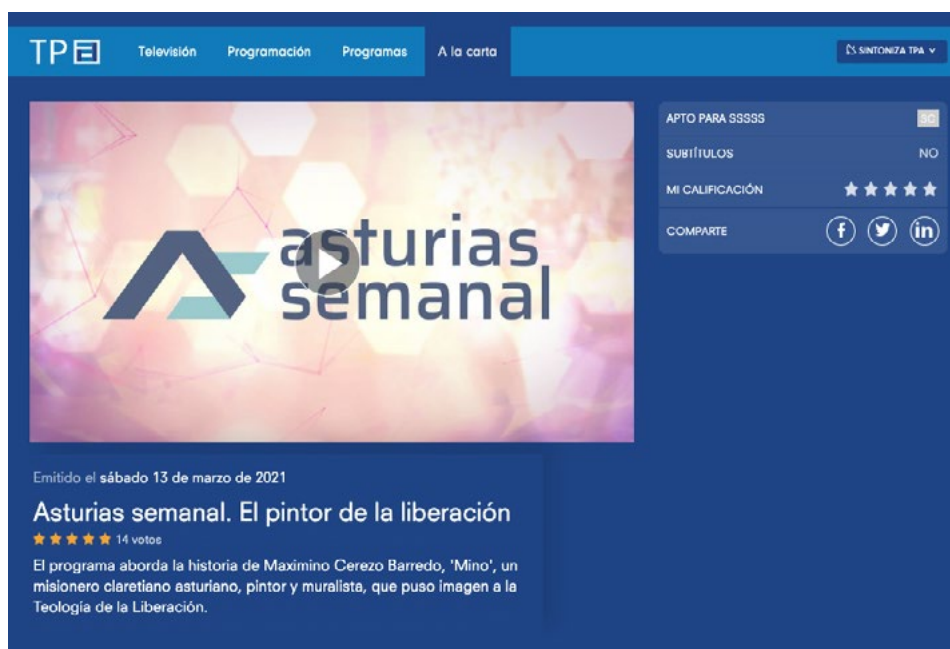 TPA
Televisión
Programación
Programas
A la carta
SINTONIZA TPA
asturias
semanal
APTO PARA SSSSS
SC
SUBTÍTULOS
NO
MI CALIFICACIÓN
COMPARTE
Emitido el sábado 13 de marzo de 2021
Asturias semanal. El pintor de la liberación
14 votos
El programa aborda la historia de Maximino Cerezo Barredo, 'Mino', un
misionero claretiano asturiano, pintor y muralista, que puso imagen a la
Teología de la Liberación.